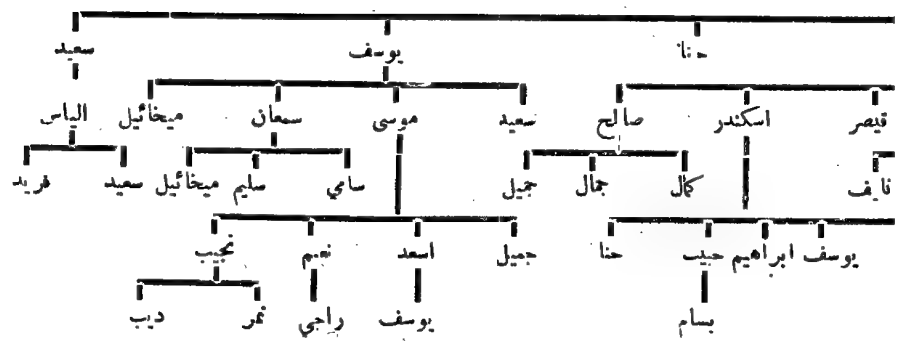 حنا يوسف سعيد
قيصر اسكندر صالح سعيد موسى سمعان ميخائيل الياس
نايف كمال جمال جميل سامي سليم ميخائيل سعيد فريد
يوسف ابراهيم حبيب حنا جميل اسعد نعيم نجيب
بسام يوسف راجي نمر ديب